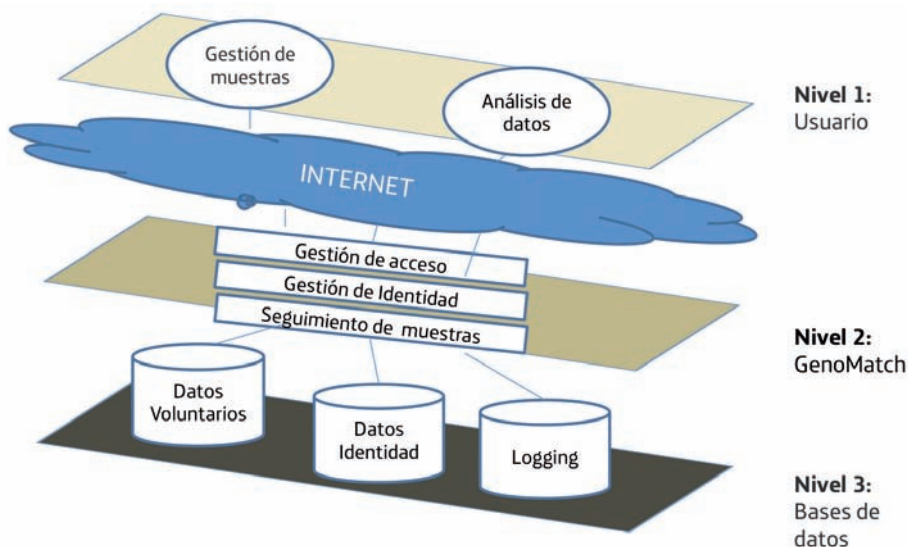 Gestión de
muestras
Análisis de
datos
Nivel 1:
Usuario
INTERNET
Gestión de acceso
Gestión de Identidad
Seguimiento de muestras
Nivel 2:
GenoMatch
Datos
Voluntarios
Datos
Identidad
Logging
Nivel 3:
Bases de
datos